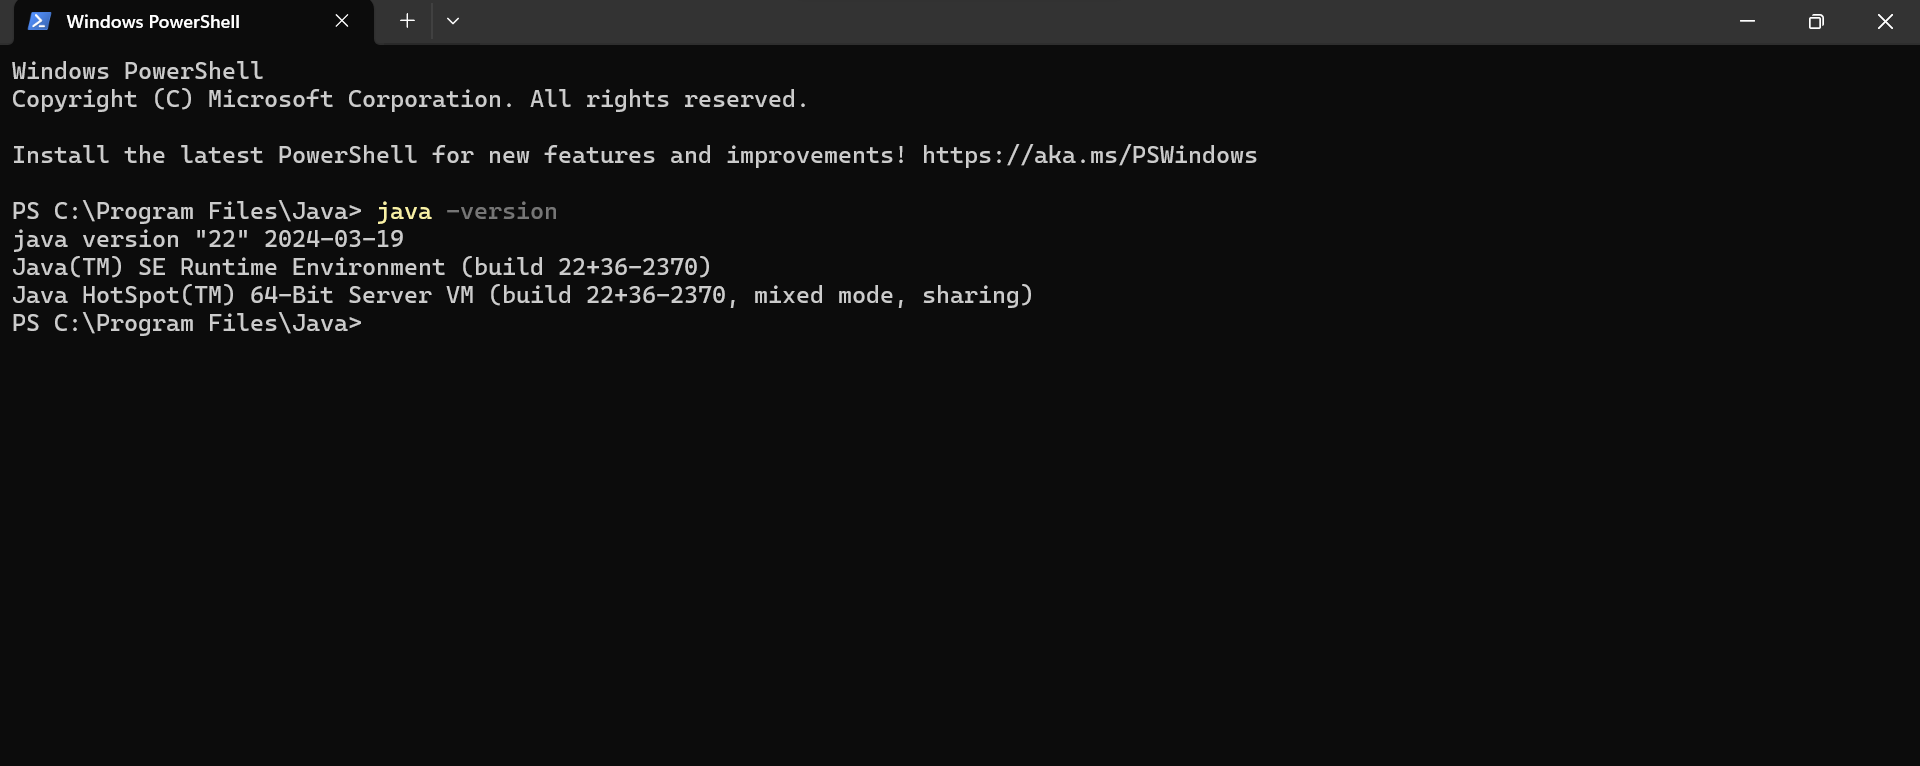 Windows PowerShell
Windows PowerShell
Copyright (C) Microsoft Corporation. All rights reserved.
Install the latest PowerShell for new features and improvements! https://aka.ms/PSWindows
PS C:\Program Files\Java> java -version
java version "22" 2024-03-19
Java(TM) SE Runtime Environment (build 22+36-2370)
Java HotSpot(TM) 64-Bit Server VM (build 22+36-2370, mixed mode, sharing)
PS C:\Program Files\Java>